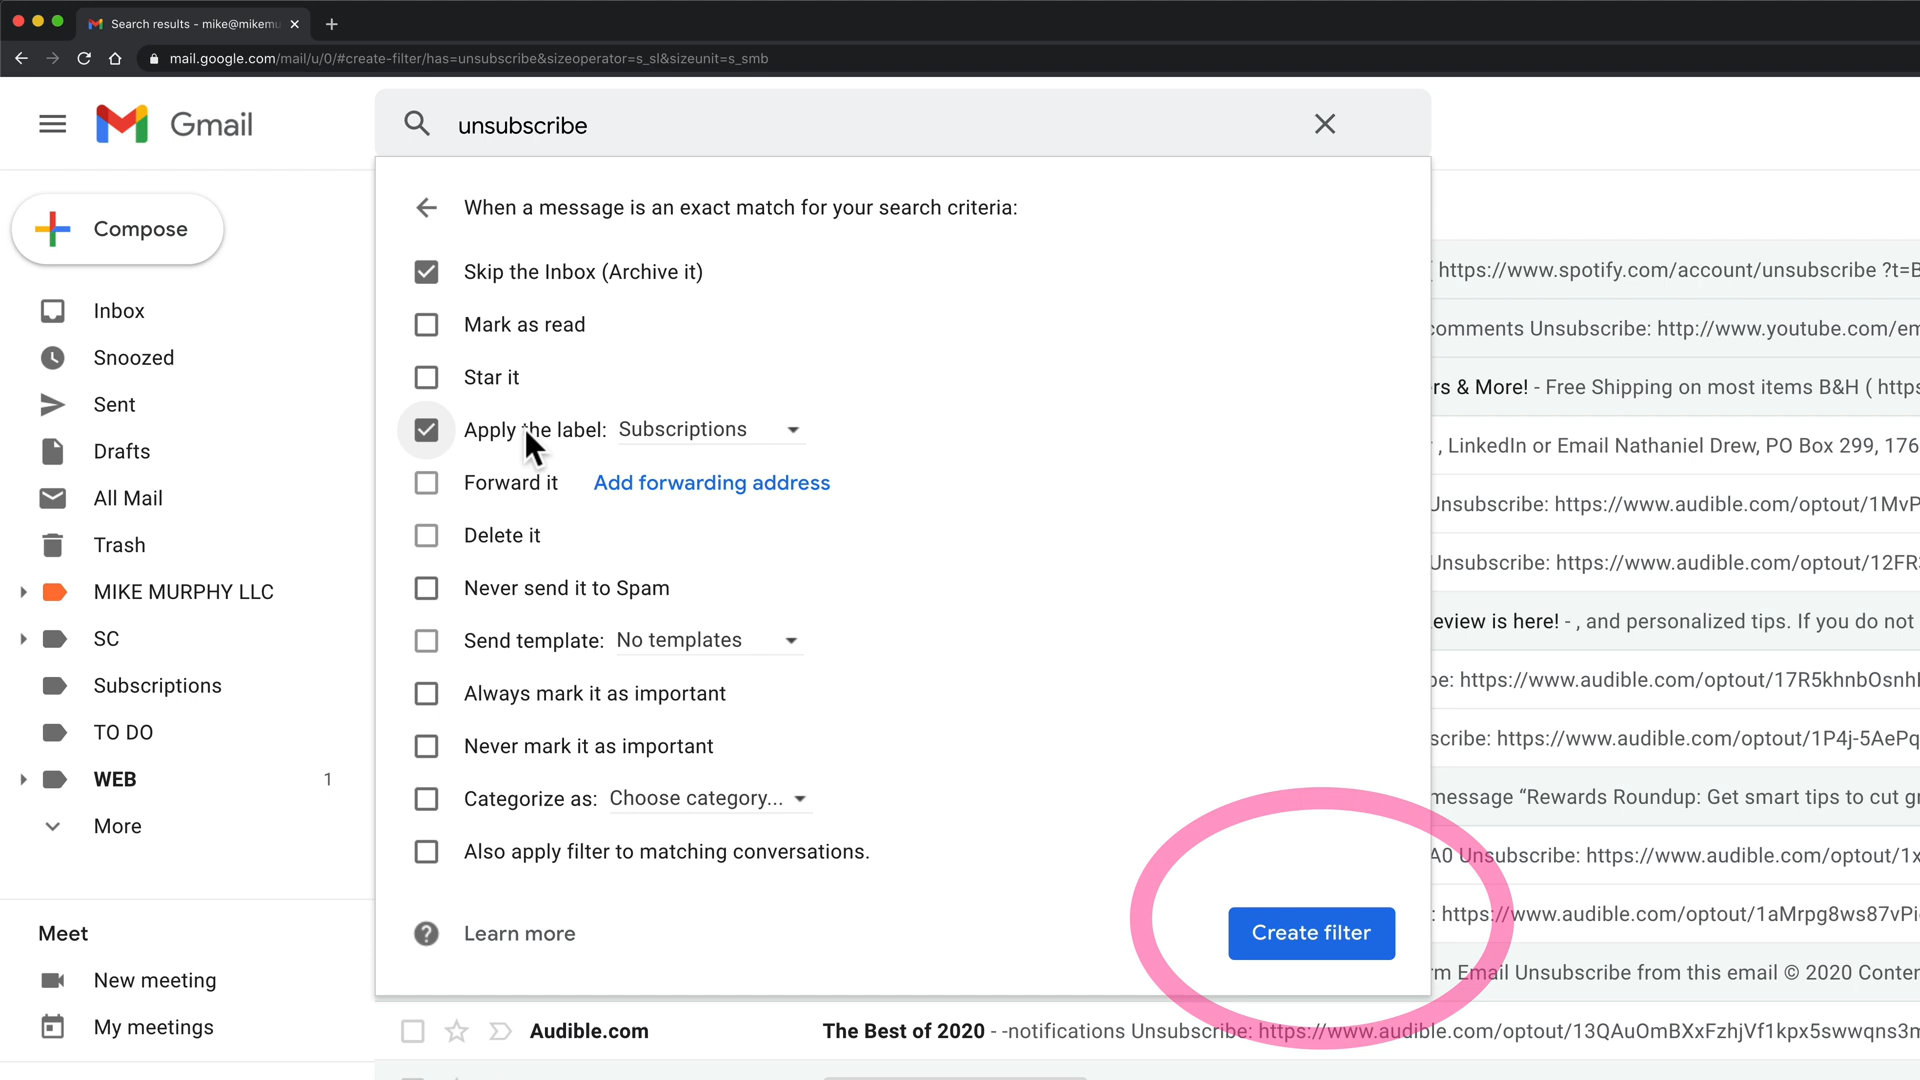 Search results - mike@mikemu
mail.google.com/mail/u/0/#create-filter/has=unsubscribe&sizeoperator=s_sl&sizeunit=s_smb
Gmail
unsubscribe
Compose
Inbox
Snoozed
Sent
Drafts
All Mail
Trash
MIKE MURPHY LLC
SC
Subscriptions
TO DO
WEB 1
More
Meet
New meeting
My meetings
When a message is an exact match for your search criteria:
Skip the Inbox (Archive it)
Mark as read
Star it
Apply the label: Subscriptions
Forward it Add forwarding address
Delete it
Never send it to Spam
Send template: No templates
Always mark it as important
Never mark it as important
Categorize as: Choose category...
Also apply filter to matching conversations.
Learn more
Create filter
https://www.spotify.com/account/unsubscribe ?t=B
comments Unsubscribe: http://www.youtube.com/em
rs & More! - Free Shipping on most items B&H ( https
, LinkedIn or Email Nathaniel Drew, PO Box 299, 176
Unsubscribe: https://www.audible.com/optout/1MvP
Unsubscribe: https://www.audible.com/optout/12FR
eview is here! - , and personalized tips. If you do not
be: https://www.audible.com/optout/17R5khnbOsnh
scribe: https://www.audible.com/optout/1P4j-5AePq
message “Rewards Roundup: Get smart tips to cut gr
A0 Unsubscribe: https://www.audible.com/optout/1x
: https://www.audible.com/optout/1aMrpg8ws87vPi
rm Email Unsubscribe from this email © 2020 Conten
Audible.com The Best of 2020 - -notifications Unsubscribe: https://www.audible.com/optout/13QAuOmBXxFzhjVf1kpx5swwqns3m